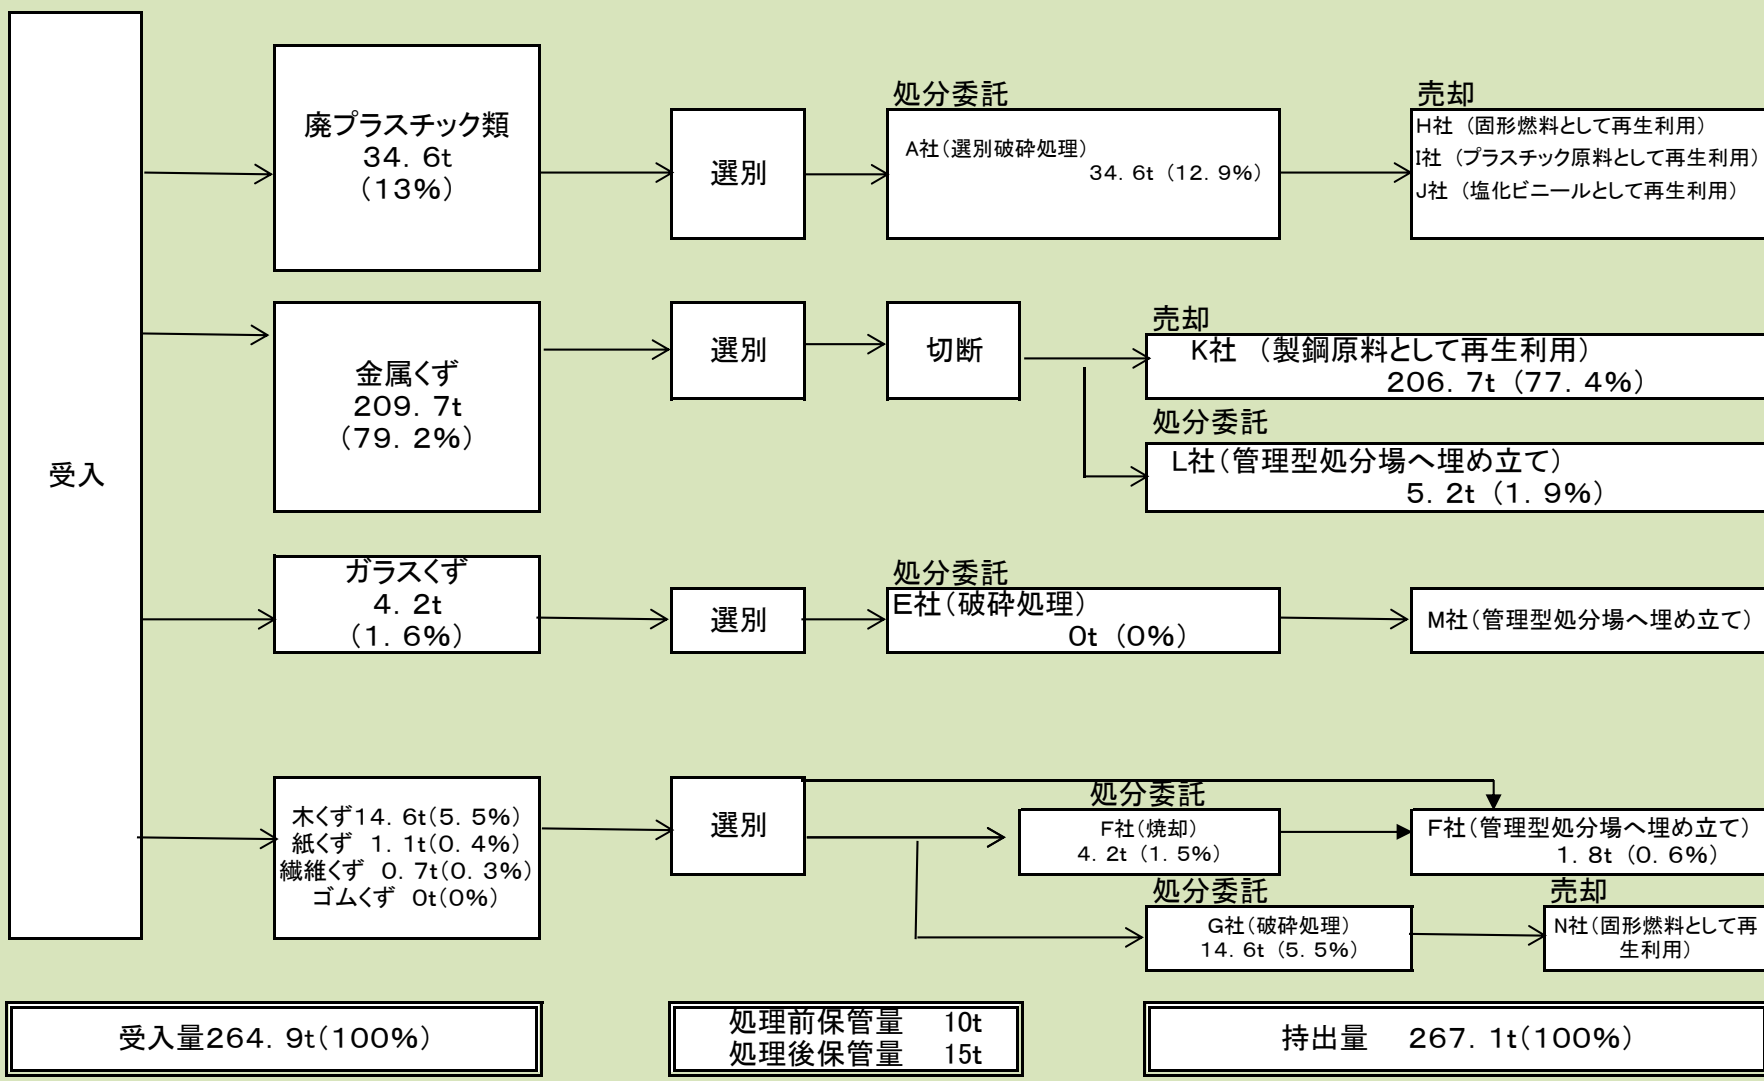 受入
廃プラスチック類
34．6t
（13%）
選別
処分委託
A社（選別破砕処理）
34．6t（12．9%）
売却
H社（固形燃料として再生利用）
I社（プラスチック原料として再生利用）
J社（塩化ビニールとして再生利用）
金属くず
209．7t
（79．2%）
選別
切断
売却
K社　（製鋼原料として再生利用）
206．7t（77．4%）
処分委託
L社（管理型処分場へ埋め立て）
5．2t（1．9%）
ガラスくず
4．2t
（1．6%）
選別
処分委託
E社（破砕処理）
0t（0%）
M社（管理型処分場へ埋め立て）
木くず14．6t（5．5%）
紙くず　1．1t（0．4%）
繊維くず　0．7t（0．3%）
ゴムくず　0t（0%）
選別
処分委託
F社（焼却）
4．2t（1．5%）
F社（管理型処分場へ埋め立て）
1．8t（0．6%）
処分委託
G社（破砕処理）
14．6t（5．5%）
売却
N社（固形燃料として再
生利用）
受入量264．9t（100%）
処理前保管量　10t
処理後保管量　15t
持出量　267．1t（100%）